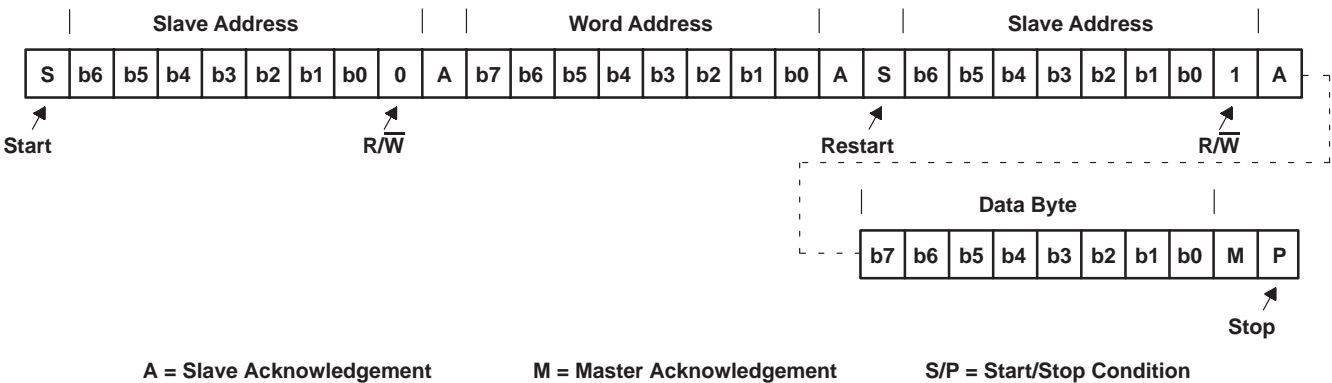 Slave Address Word Address Slave Address
S b6 b5 b4 b3 b2 b1 b0 0 A b7 b6 b5 b4 b3 b2 b1 b0 A S b6 b5 b4 b3 b2 b1 b0 1 A
Start R/W̅ Restart R/W̅
Data Byte
b7 b6 b5 b4 b3 b2 b1 b0 M P
Stop
A = Slave Acknowledgement M = Master Acknowledgement S/P = Start/Stop Condition